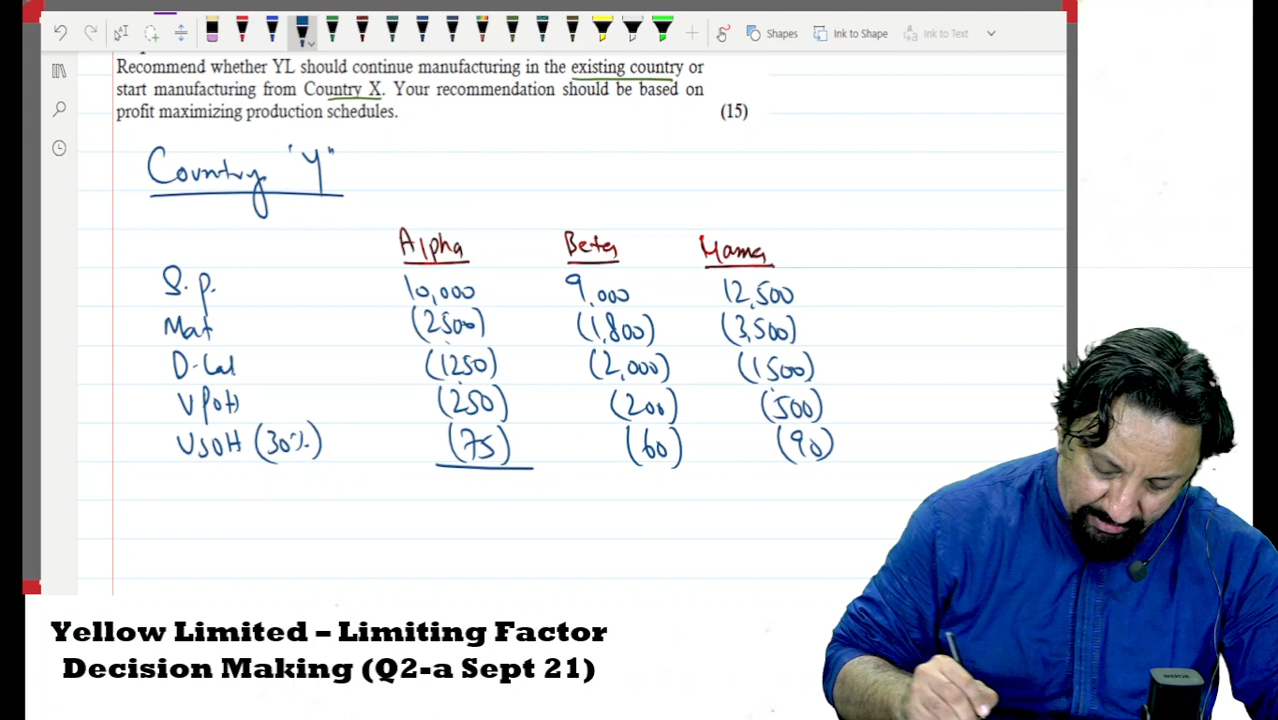 Shapes Ink to Shape Ink to Text
Recommend whether YL should continue manufacturing in the existing country or
start manufacturing from Country X. Your recommendation should be based on
profit maximizing production schedules. (15)
Country "Y"
Alpha Beta Mama
S.p. 10,000 9,000 12,500
Mat (2500) (1,800) (3,500)
D-Lab (1250) (2,000) (1500)
VPOH (250) (200) (500)
VSOH (30%) (75) (60) (90)
Yellow Limited – Limiting Factor
Decision Making (Q2-a Sept 21)